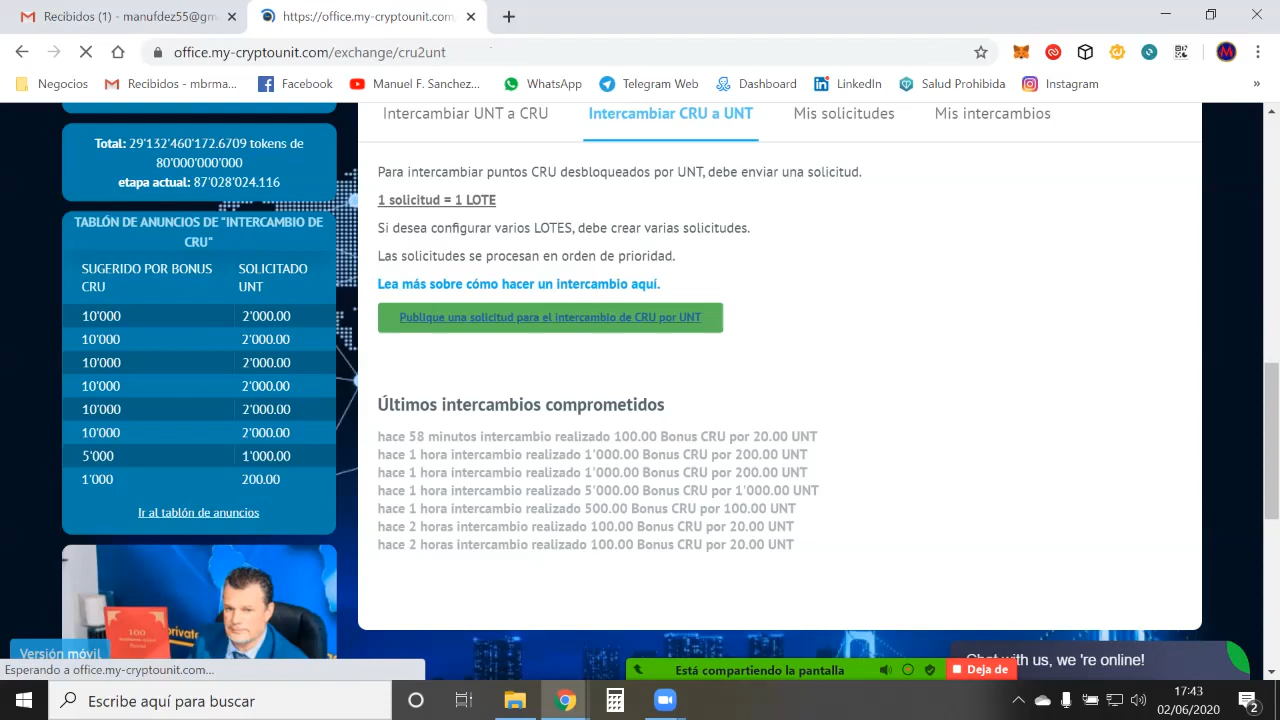 Recibidos (1) - manufdez55@gma
https://office.my-cryptounit.com/
office.my-cryptounit.com/exchange/cru2unt
Negocios
Recibidos - mbrma...
Facebook
Manuel F. Sanchez...
WhatsApp
Telegram Web
Dashboard
LinkedIn
Salud Prohibida
Instagram
»
Total: 29'132'460'172.6709 tokens de
80'000'000'000
etapa actual: 87'028'024.116
TABLÓN DE ANUNCIOS DE "INTERCAMBIO DE
CRU"
SUGERIDO POR BONUS CRU
SOLICITADO UNT
10'000 2'000.00
10'000 2'000.00
10'000 2'000.00
10'000 2'000.00
10'000 2'000.00
10'000 2'000.00
5'000 1'000.00
1'000 200.00
Ir al tablón de anuncios
100
private
Versión móvil
Esperando a office.my-cryptounit.com...
Intercambiar UNT a CRU
Intercambiar CRU a UNT
Mis solicitudes
Mis intercambios
Para intercambiar puntos CRU desbloqueados por UNT, debe enviar una solicitud.
1 solicitud = 1 LOTE
Si desea configurar varios LOTES, debe crear varias solicitudes.
Las solicitudes se procesan en orden de prioridad.
Lea más sobre cómo hacer un intercambio aquí.
Publique una solicitud para el intercambio de CRU por UNT
Últimos intercambios comprometidos
hace 58 minutos intercambio realizado 100.00 Bonus CRU por 20.00 UNT
hace 1 hora intercambio realizado 1'000.00 Bonus CRU por 200.00 UNT
hace 1 hora intercambio realizado 1'000.00 Bonus CRU por 200.00 UNT
hace 1 hora intercambio realizado 5'000.00 Bonus CRU por 1'000.00 UNT
hace 1 hora intercambio realizado 500.00 Bonus CRU por 100.00 UNT
hace 2 horas intercambio realizado 100.00 Bonus CRU por 20.00 UNT
hace 2 horas intercambio realizado 100.00 Bonus CRU por 20.00 UNT
Chat with us, we 're online!
Está compartiendo la pantalla
Deja de
Escribe aquí para buscar
17:43
02/06/2020
2